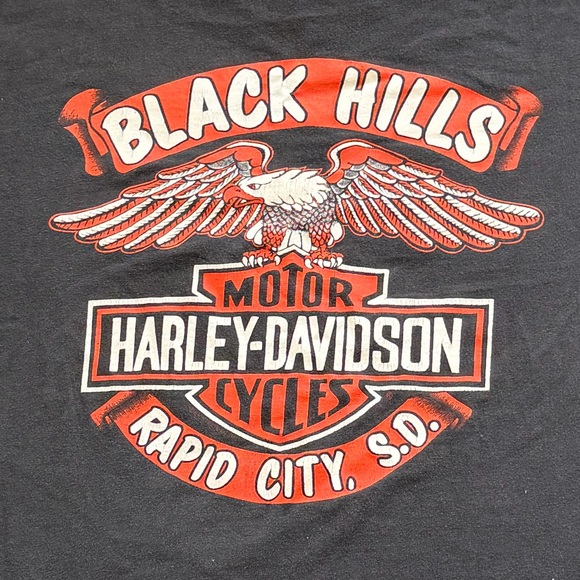 BLACK HILLS
MOTOR
HARLEY-DAVIDSON
CYCLES
RAPID CITY, S.D.